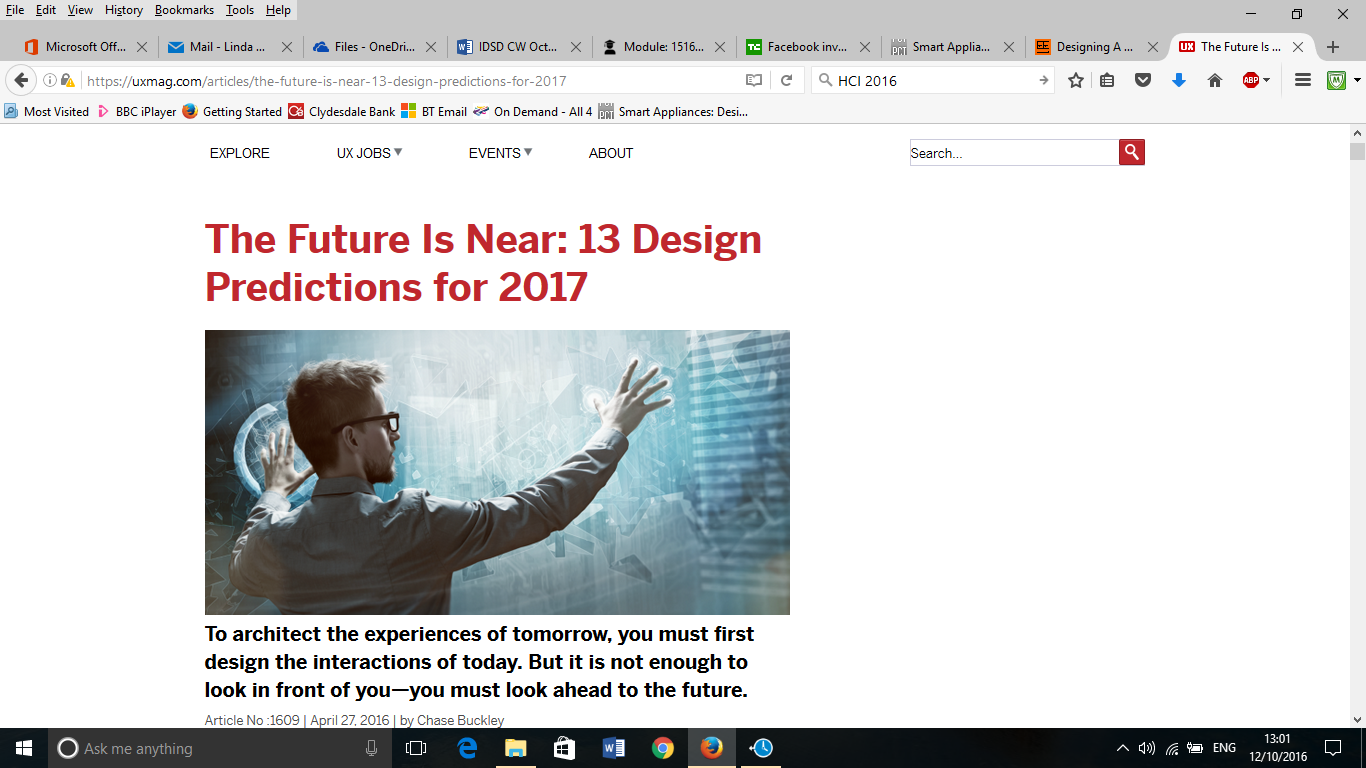 File Edit View History Bookmarks Tools Help
Microsoft Off... Mail - Linda ... Files - OneDri... IDSD CW Oct... Module: 1516... Facebook inv... Smart Applia... Designing A ... The Future Is ...
https://uxmag.com/articles/the-future-is-near-13-design-predictions-for-2017 HCI 2016 ABP
Most Visited BBC iPlayer Getting Started Clydesdale Bank BT Email On Demand - All 4 Smart Appliances: Desi...
EXPLORE UX JOBS EVENTS ABOUT Search...
The Future Is Near: 13 Design
Predictions for 2017
To architect the experiences of tomorrow, you must first
design the interactions of today. But it is not enough to
look in front of you—you must look ahead to the future.
Article No :1609 | April 27, 2016 | by Chase Buckley
Ask me anything ENG 13:01
12/10/2016